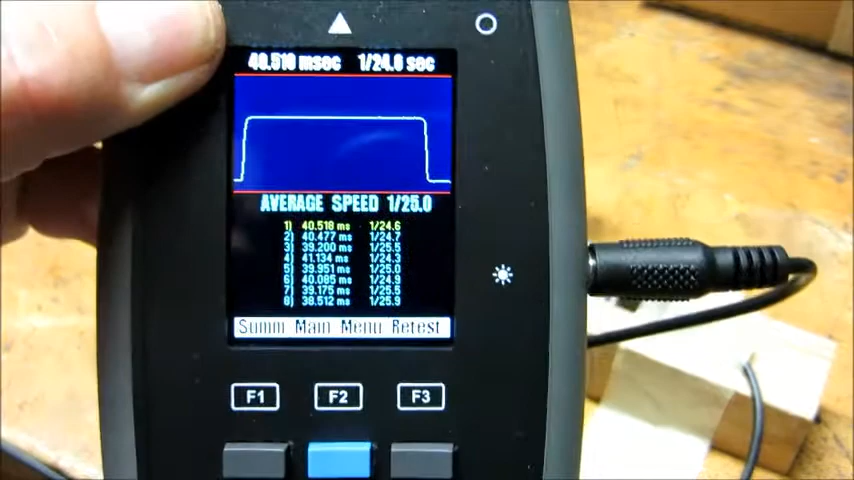 40.518 msec 1/24.6 sec
AVERAGE SPEED 1/25.0
1) 40.518 ms 1/24.6
2) 40.477 ms 1/24.7
3) 39.200 ms 1/25.5
4) 41.134 ms 1/24.3
5) 39.951 ms 1/25.0
6) 40.085 ms 1/24.9
7) 39.175 ms 1/25.5
8) 38.512 ms 1/25.9
Summ Main Menu Retest
F1 F2 F3